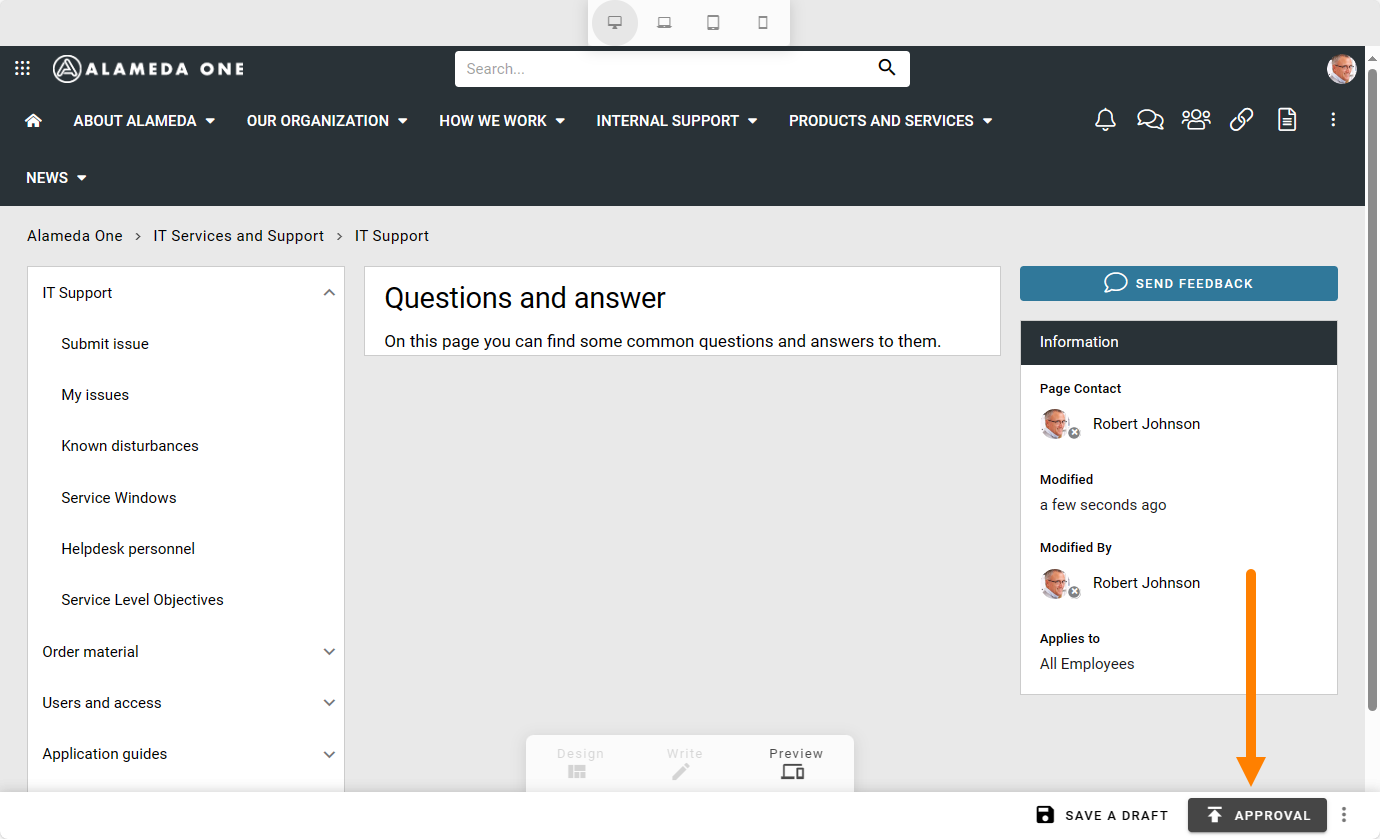 ALAMEDA ONE
Search...
ABOUT ALAMEDA OUR ORGANIZATION HOW WE WORK INTERNAL SUPPORT PRODUCTS AND SERVICES
NEWS
Alameda One > IT Services and Support > IT Support
IT Support
Submit issue
My issues
Known disturbances
Service Windows
Helpdesk personnel
Service Level Objectives
Order material
Users and access
Application guides
Questions and answer
On this page you can find some common questions and answers to them.
SEND FEEDBACK
Information
Page Contact
Robert Johnson
Modified
a few seconds ago
Modified By
Robert Johnson
Applies to
All Employees
Design Write Preview
SAVE A DRAFT APPROVAL